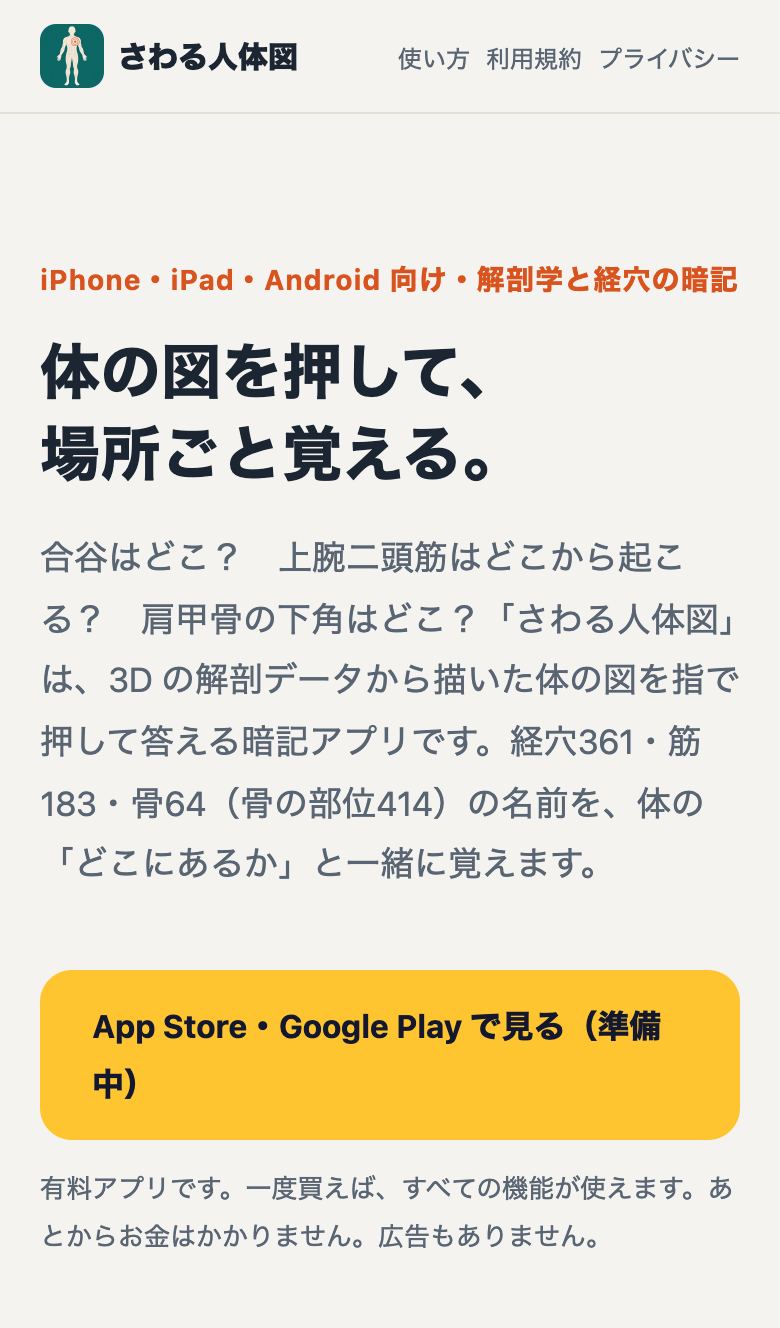 さわる人体図
使い方 利用規約 プライバシー
iPhone・iPad・Android 向け・解剖学と経穴の暗記
体の図を押して、
場所ごと覚える。
合谷はどこ？　上腕二頭筋はどこから起こ
る？　肩甲骨の下角はどこ？「さわる人体図」
は、3D の解剖データから描いた体の図を指で
押して答える暗記アプリです。経穴361・筋
183・骨64（骨の部位414）の名前を、体の
「どこにあるか」と一緒に覚えます。
App Store・Google Play で見る（準備
中）
有料アプリです。一度買えば、すべての機能が使えます。あ
とからお金はかかりません。広告もありません。